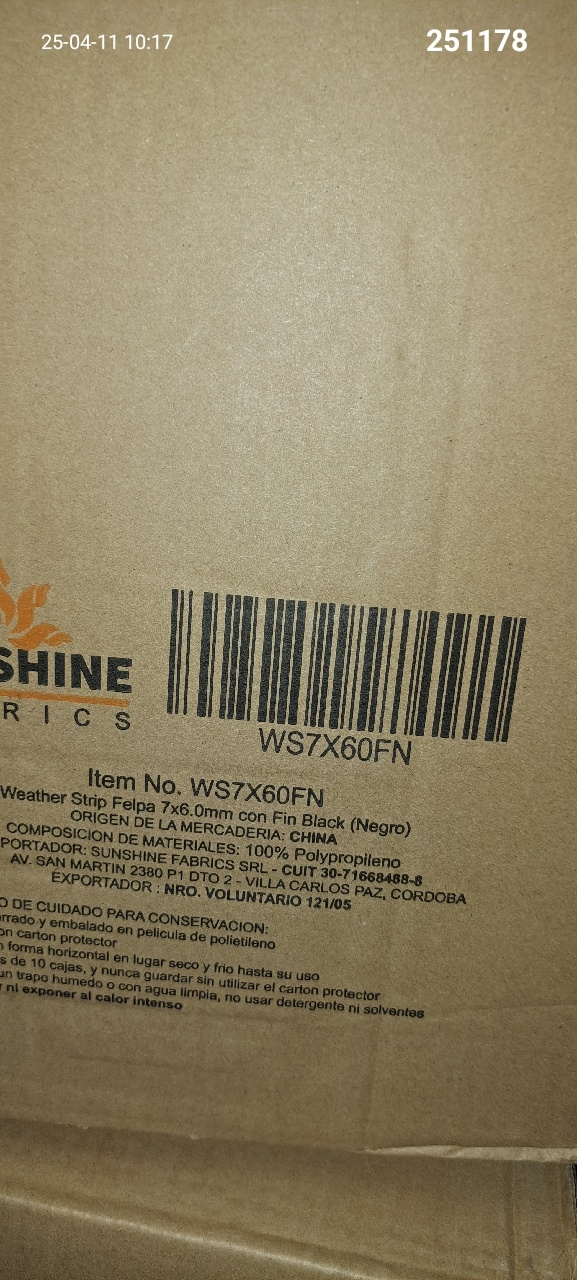 25-04-11 10:17
251178
SHINE
RICS
WS7X60FN
Item No. WS7X60FN
Weather Strip Felpa 7x6.0mm con Fin Black (Negro)
ORIGEN DE LA MERCADERIA: CHINA
COMPOSICION DE MATERIALES: 100% Polypropileno
PORTADOR: SUNSHINE FABRICS SRL - CUIT 30-71668488-8
AV. SAN MARTIN 2380 P1 DTO 2 - VILLA CARLOS PAZ, CORDOBA
EXPORTADOR : NRO. VOLUNTARIO 121/05
O DE CUIDADO PARA CONSERVACION:
rrado y embalado en pelicula de polietileno
on carton protector
forma horizontal en lugar seco y frio hasta su uso
s de 10 cajas, y nunca guardar sin utilizar el carton protector
un trapo humedo o con agua limpia, no usar detergente ni solventes
ni exponer al calor intenso